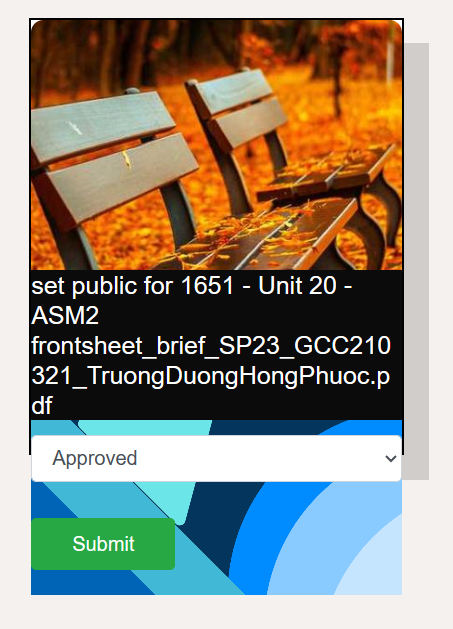 set public for 1651 - Unit 20 -
ASM2
frontsheet_brief_SP23_GCC210
321_TruongDuongHongPhuoc.p
df
Approved
Submit